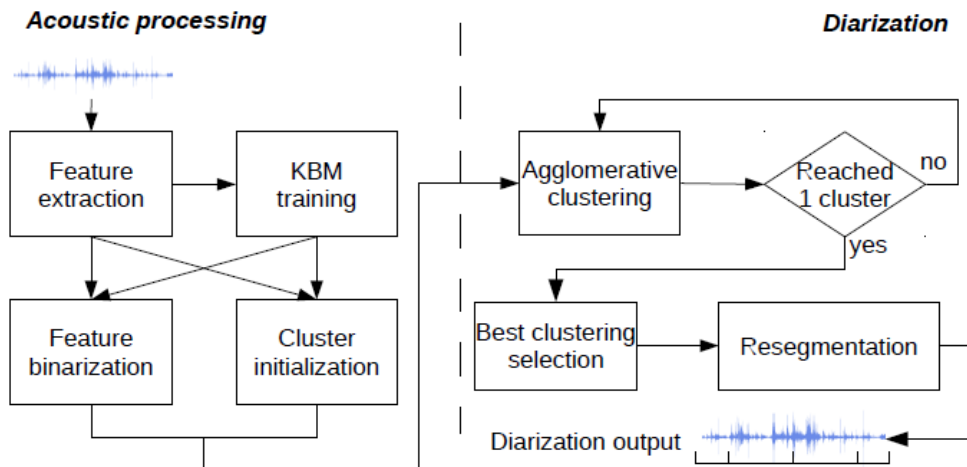 Acoustic processing
Diarization
Feature
extraction
KBM
training
Agglomerative
clustering
Reached
1 cluster
no
yes
Feature
binarization
Cluster
initialization
Best clustering
selection
Resegmentation
Diarization output